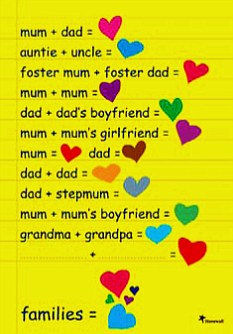 mum + dad =
auntie + uncle =
foster mum + foster dad =
mum + mum =
dad + dad's boyfriend =
mum + mum's girlfriend =
mum = dad =
dad + dad =
dad + stepmum =
mum + mum's boyfriend =
grandma + grandpa =
.................... + .................... =
families =
Stonewall